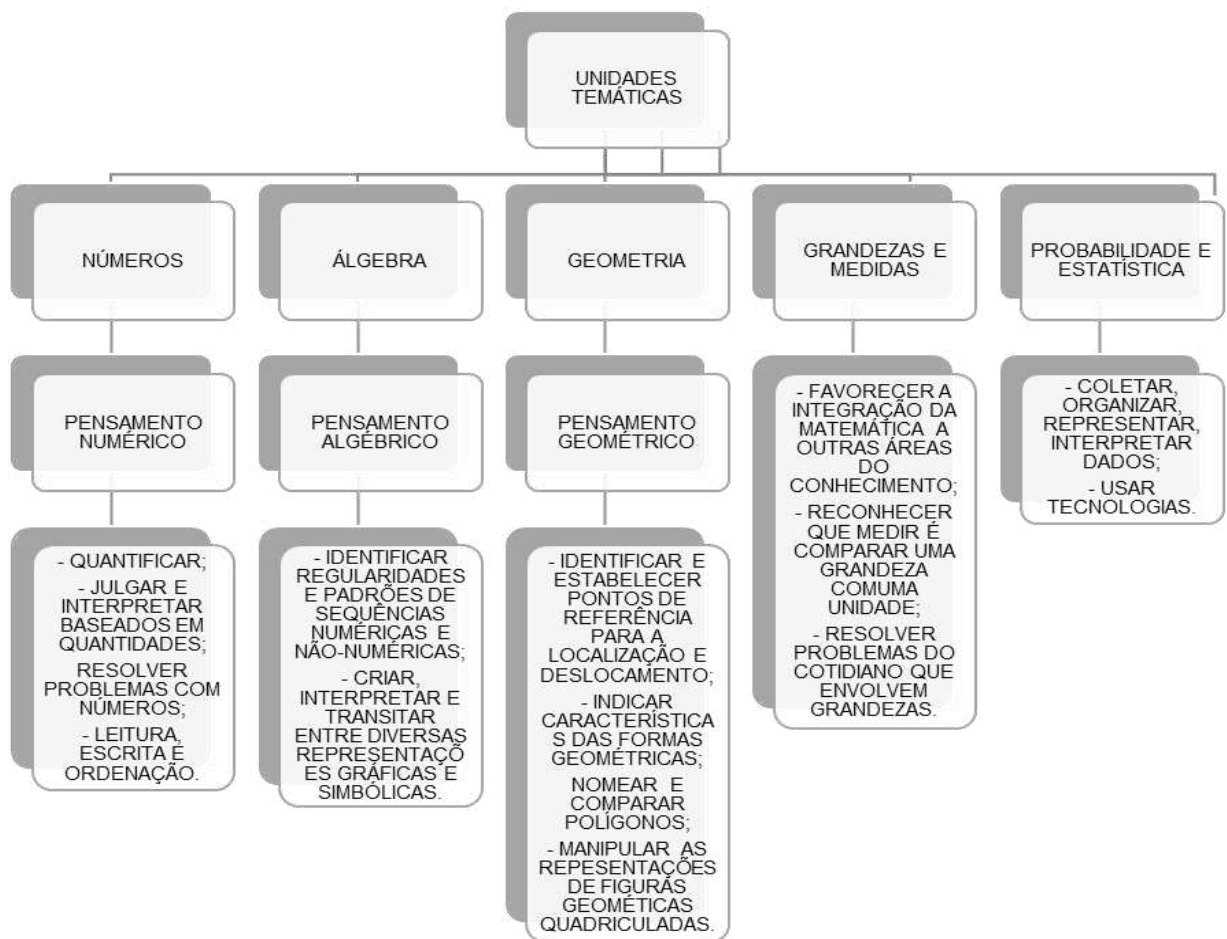 UNIDADES
TEMÁTICAS
NÚMEROS
ÁLGEBRA
GEOMETRIA
GRANDEZAS E
MEDIDAS
PROBABILIDADE E
ESTATÍSTICA
PENSAMENTO
NUMÉRICO
PENSAMENTO
ALGÉBRICO
PENSAMENTO
GEOMÉTRICO
- FAVORECER A
INTEGRAÇÃO DA
MATEMÁTICA A
OUTRAS ÁREAS
DO
CONHECIMENTO;
- RECONHECER
QUE MEDIR É
COMPARAR UMA
GRANDEZA
COMUMA
UNIDADE;
- RESOLVER
PROBLEMAS DO
COTIDIANO QUE
ENVOLVEM
GRANDEZAS.
- COLETAR,
ORGANIZAR,
REPRESENTAR,
INTERPRETAR
DADOS;
- USAR
TECNOLOGIAS.
- QUANTIFICAR;
- JULGAR E
INTERPRETAR
BASEADOS EM
QUANTIDADES;
RESOLVER
PROBLEMAS COM
NÚMEROS;
- LEITURA,
ESCRITA E
ORDENAÇÃO.
- IDENTIFICAR
REGULARIDADES
E PADRÕES DE
SEQUÊNCIAS
NUMÉRICAS E
NÃO-NUMÉRICAS;
- CRIAR,
INTERPRETAR E
TRANSITAR
ENTRE DIVERSAS
REPRESENTAÇÕ
ES GRÁFICAS E
SIMBÓLICAS.
- IDENTIFICAR E
ESTABELECER
PONTOS DE
REFERÊNCIA
PARA A
LOCALIZAÇÃO E
DESLOCAMENTO;
- INDICAR
CARACTERÍSTICA
S DAS FORMAS
GEOMÉTRICAS;
NOMEAR E
COMPARAR
POLÍGONOS;
- MANIPULAR AS
REPESENTAÇÕES
DE FIGURAS
GEOMÉTICAS
QUADRICULADAS.